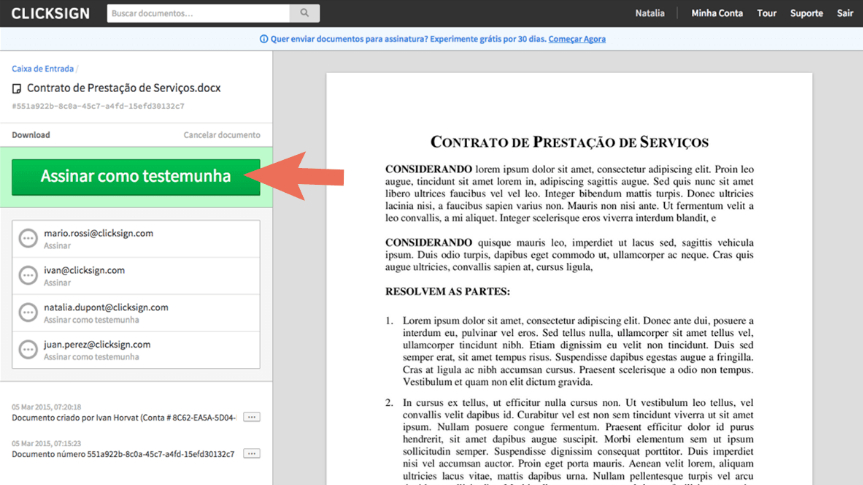 CLICKSIGN
Buscar documentos...
Natalia
Minha Conta
Tour
Suporte
Sair
Quer enviar documentos para assinatura? Experimente grátis por 30 dias. Começar Agora
Caixa de Entrada /
Contrato de Prestação de Serviços.docx
#551a922b-8c0a-45c7-a4fd-15efd30132c7
Download
Cancelar documento
Assinar como testemunha
mario.rossi@clicksign.com
Assinar
ivan@clicksign.com
Assinar
natalia.dupont@clicksign.com
Assinar como testemunha
juan.perez@clicksign.com
Assinar como testemunha
05 Mar 2015, 07:20:18
Documento criado por Ivan Horvat (Conta # 8C62-EA5A-5D04-
05 Mar 2015, 07:15:23
Documento número 551a922b-8c0a-45c7-a4fd-15efd30132c7
CONTRATO DE PRESTAÇÃO DE SERVIÇOS
CONSIDERANDO lorem ipsum dolor sit amet, consectetur adipiscing elit. Proin leo
augue, tincidunt sit amet lorem in, adipiscing sagittis augue. Sed quis nunc sit amet
libero ultrices faucibus vel vel leo. Integer bibendum mattis turpis. Donec ultricies
lacinia nisi, a faucibus sapien varius non. Mauris non nisi ante. Ut fermentum velit a
leo convallis, a mi aliquet. Integer scelerisque eros viverra interdum blandit, e
CONSIDERANDO quisque mauris leo, imperdiet ut lacus sed, sagittis vehicula
ipsum. Duis odio turpis, dapibus eget commodo ut, ullamcorper ac neque. Cras quis
augue ultricies, convallis sapien at, cursus ligula,
RESOLVEM AS PARTES:
1. Lorem ipsum dolor sit amet, consectetur adipiscing elit. Donec ante dui, posuere a
interdum eu, pulvinar vel eros. Sed tellus nulla, ullamcorper sit amet tellus vel,
ullamcorper tincidunt nibh. Etiam dignissim eu velit non tincidunt. Duis sed
semper erat, sit amet tempus risus. Suspendisse dapibus egestas augue a fringilla.
Cras at ligula ac nibh accumsan cursus. Praesent scelerisque a odio non tempus.
Vestibulum et quam non elit dictum gravida.
2. In cursus ex tellus, ut efficitur nulla cursus non. Ut vestibulum leo tellus, vel
convallis velit dapibus id. Curabitur vel est non sem tincidunt viverra ut sit amet
ipsum. Nullam posuere congue fermentum. Praesent efficitur dolor id purus
hendrerit, sit amet dapibus augue suscipit. Morbi elementum sem ut ipsum
sollicitudin semper. Suspendisse dignissim consequat porttitor. Duis imperdiet
nisi vel accumsan auctor. Proin eget porta mauris. Aenean velit lorem, aliquam
ultricies lacus vitae, mattis dapibus urna. Nullam pellentesque turpis vel arcu